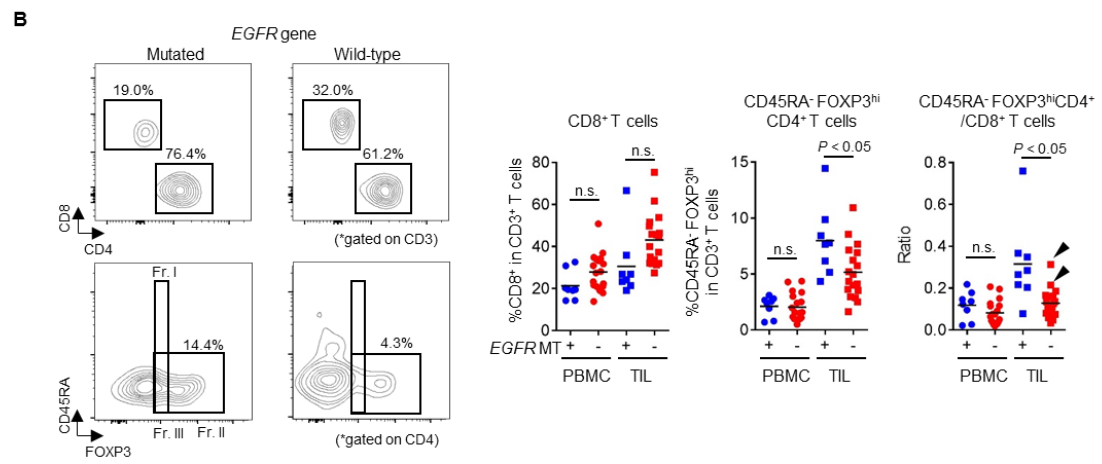 B
EGFR gene
Mutated
Wild-type
19.0%
76.4%
32.0%
61.2%
CD8
CD4
(*gated on CD3)
Fr. I
14.4%
4.3%
CD45RA
FOXP3
Fr. III
Fr. II
(*gated on CD4)
CD8⁺ T cells
%CD8⁺ in CD3⁺ T cells
80
60
40
20
0
n.s.
n.s.
EGFR MT
+
-
+
-
PBMC
TIL
CD45RA⁻ FOXP3ʰⁱ
CD4⁺ T cells
%CD45RA⁻ FOXP3ʰⁱ
in CD3⁺ T cells
15
10
5
0
n.s.
P < 0.05
+
-
+
-
PBMC
TIL
CD45RA⁻ FOXP3ʰⁱCD4⁺
/CD8⁺ T cells
Ratio
0.8
0.6
0.4
0.2
0.0
n.s.
P < 0.05
+
-
+
-
PBMC
TIL